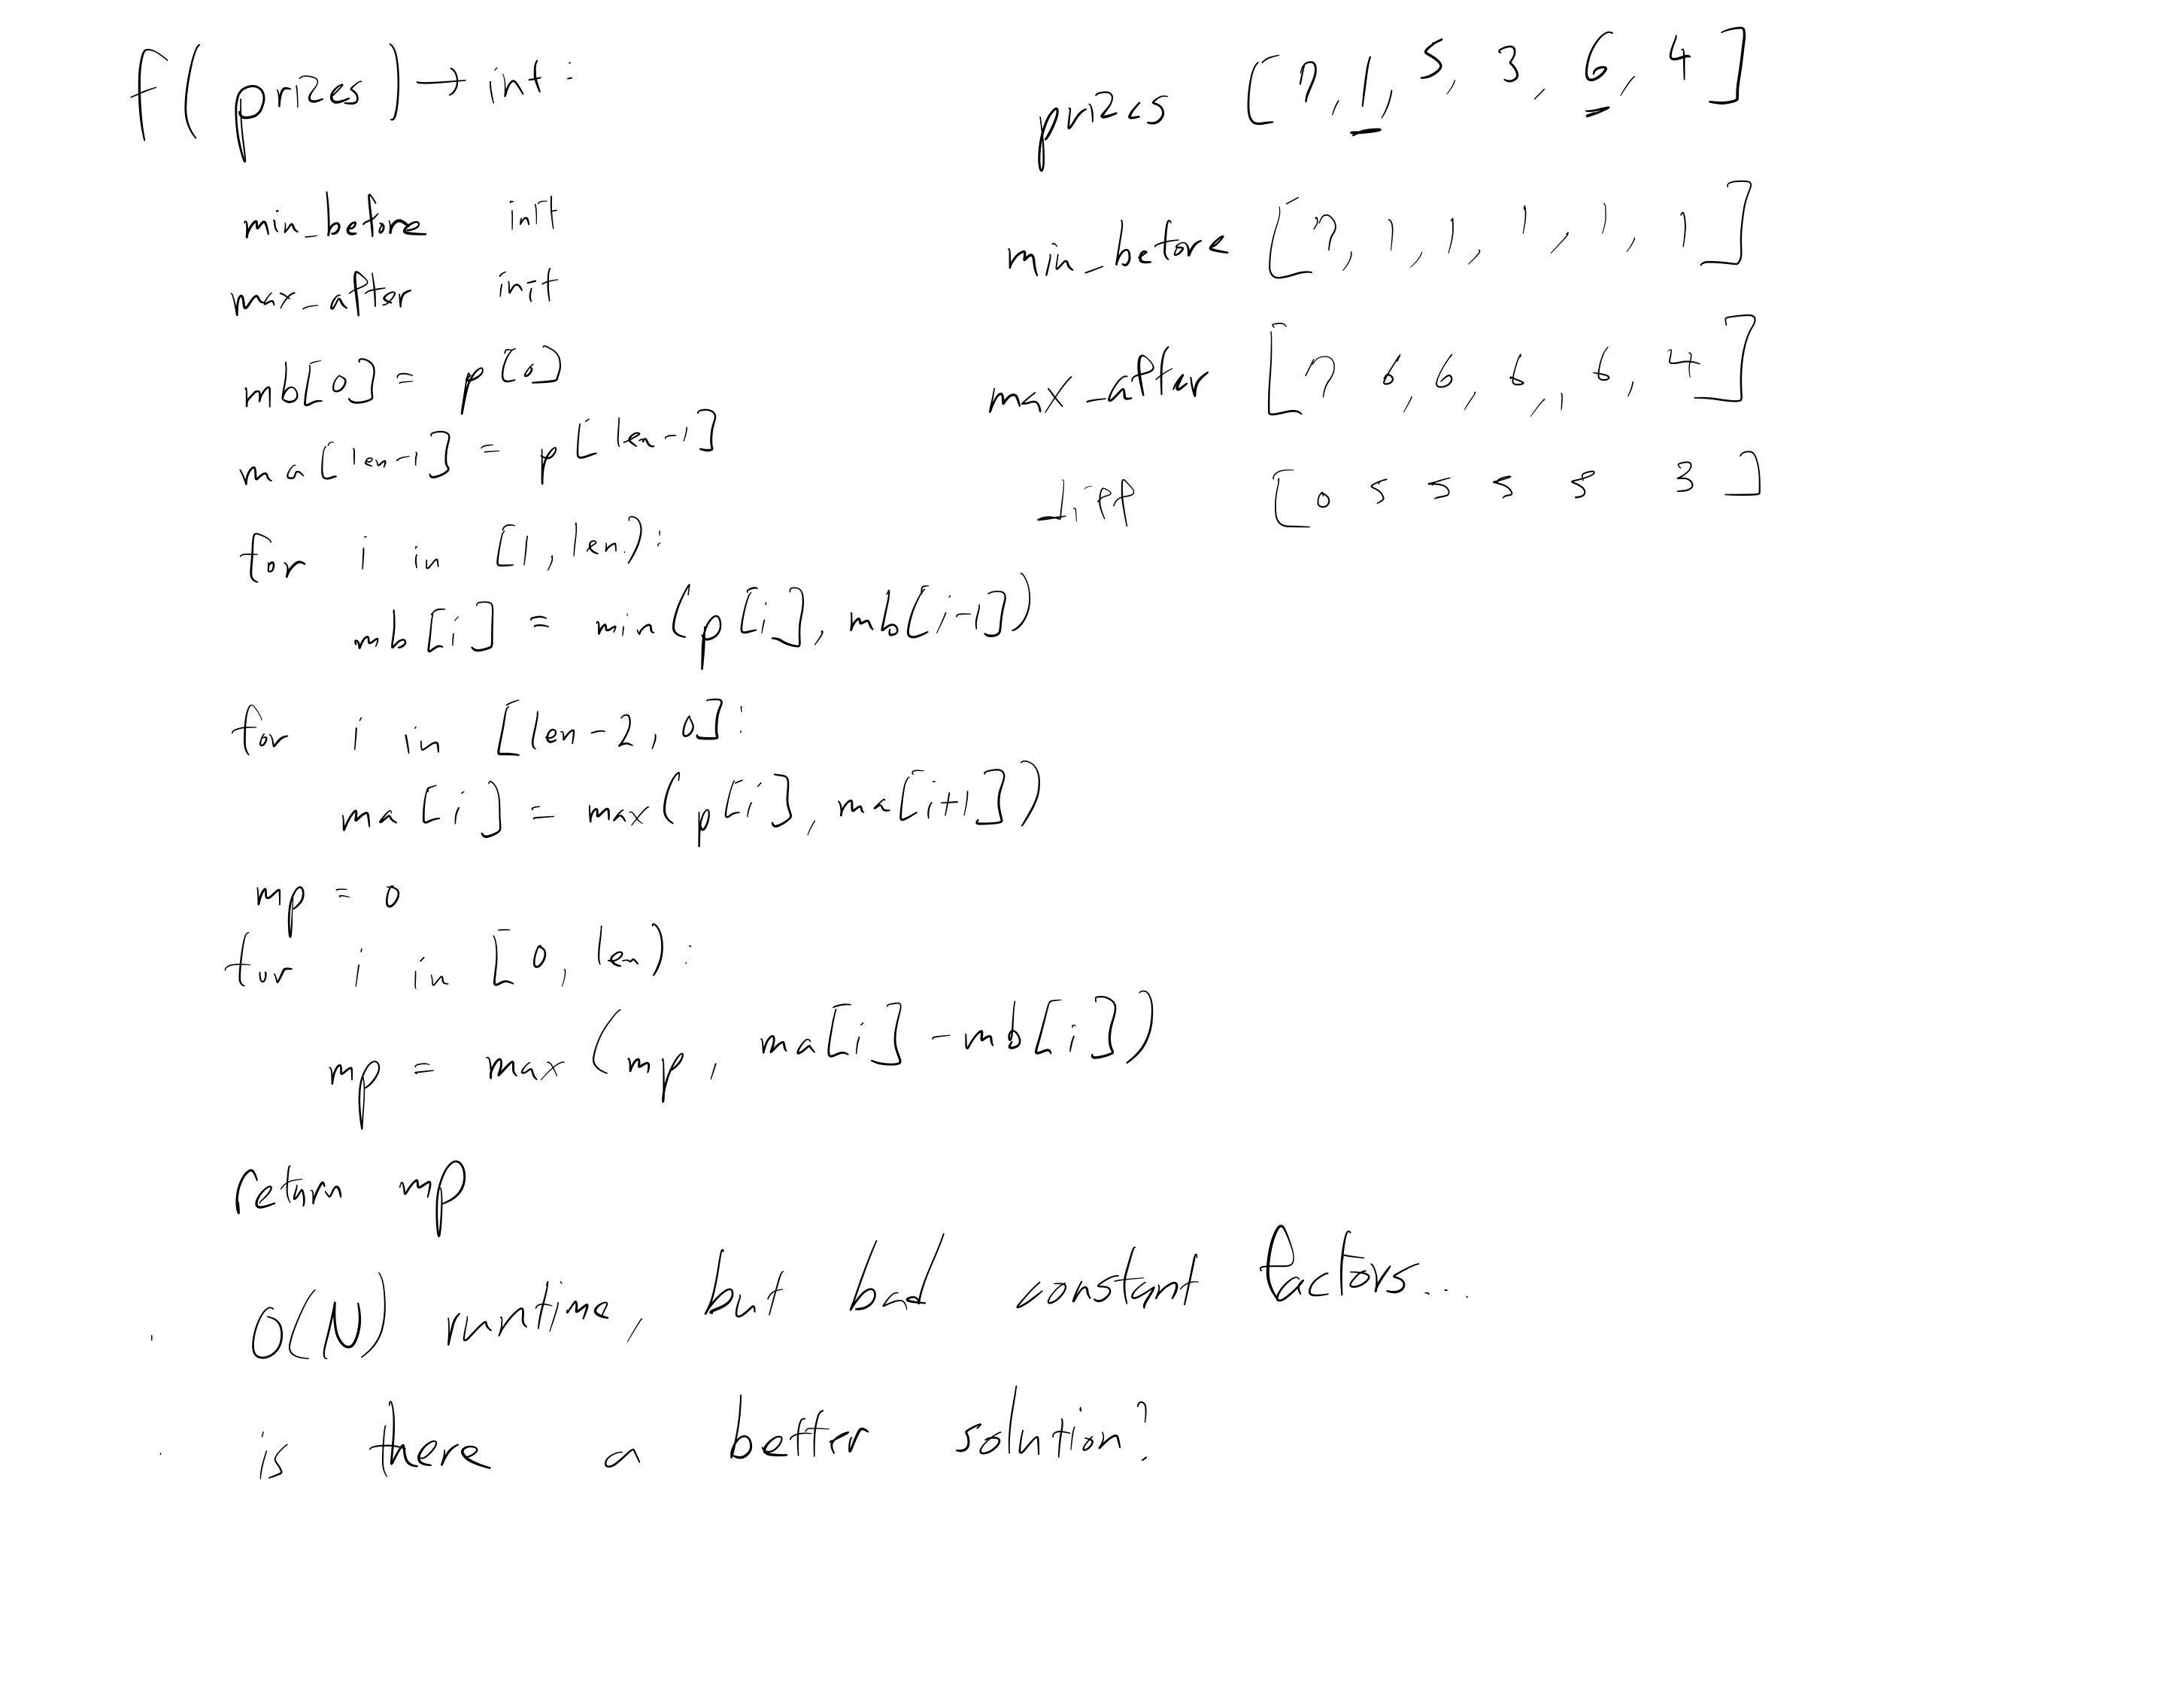 f(prizes) → int:
min_before init
max_after init
mb[0] = p[0]
ma[len-1] = p[len-1]
for i in [1, len):
mb[i] = min(p[i], mb[i-1])
for i in [len-2, 0]:
ma[i] = max(p[i], ma[i+1])
mp = 0
for i in [0, len):
mp = max(mp, ma[i] - mb[i])
return mp
O(N) runtime, but bad constant factors...
is there a better solution?
prizes [7, 1, 5, 3, 6, 4]
min_before [7, 1, 1, 1, 1, 1]
max_after [7 6, 6, 6, 6, 4]
diff [0 5 5 5 5 3]